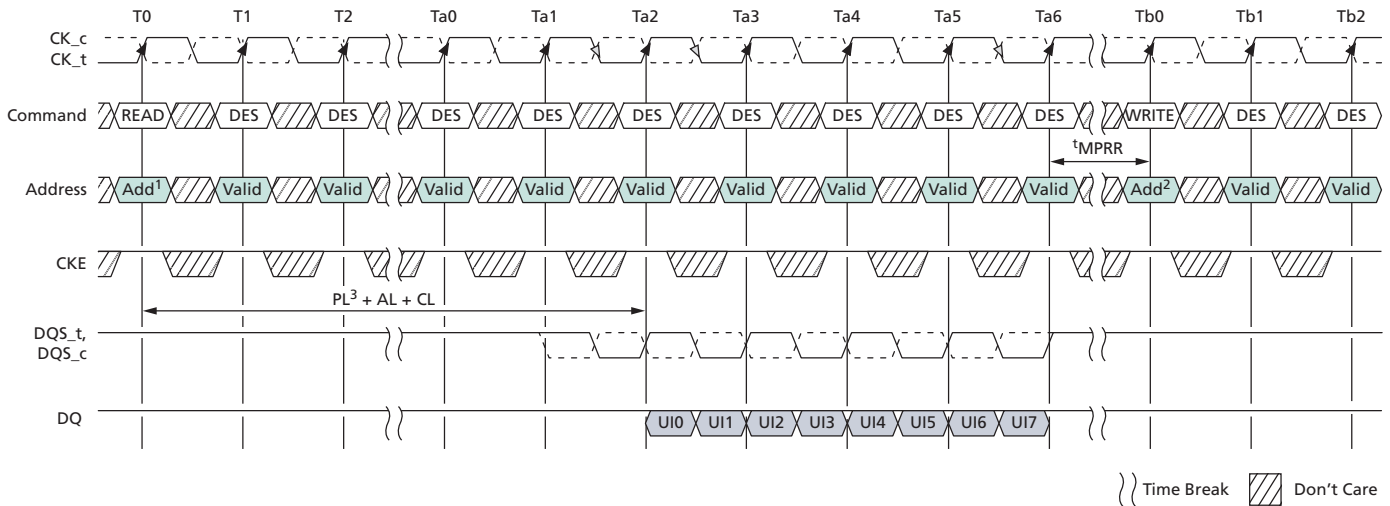 T0 T1 T2 Ta0 Ta1 Ta2 Ta3 Ta4 Ta5 Ta6 Tb0 Tb1 Tb2
CK_c
CK_t
Command READ DES DES DES DES DES DES DES DES DES WRITE DES DES
tMPRR
Address Add1 Valid Valid Valid Valid Valid Valid Valid Valid Valid Add2 Valid Valid
CKE
PL3 + AL + CL
DQS_t,
DQS_c
DQ UI0 UI1 UI2 UI3 UI4 UI5 UI6 UI7
Time Break Don't Care